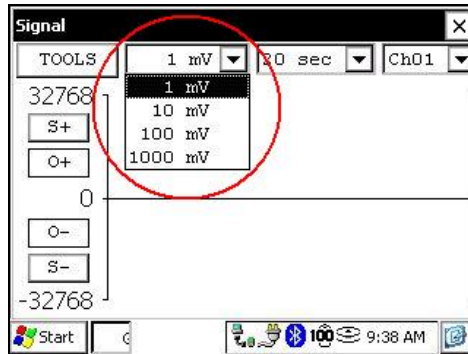 Signal
TOOLS 1 mV 20 sec Ch01
1 mV
10 mV
100 mV
1000 mV
32768
S+
O+
0
O-
S-
-32768
Start 100 9:38 AM